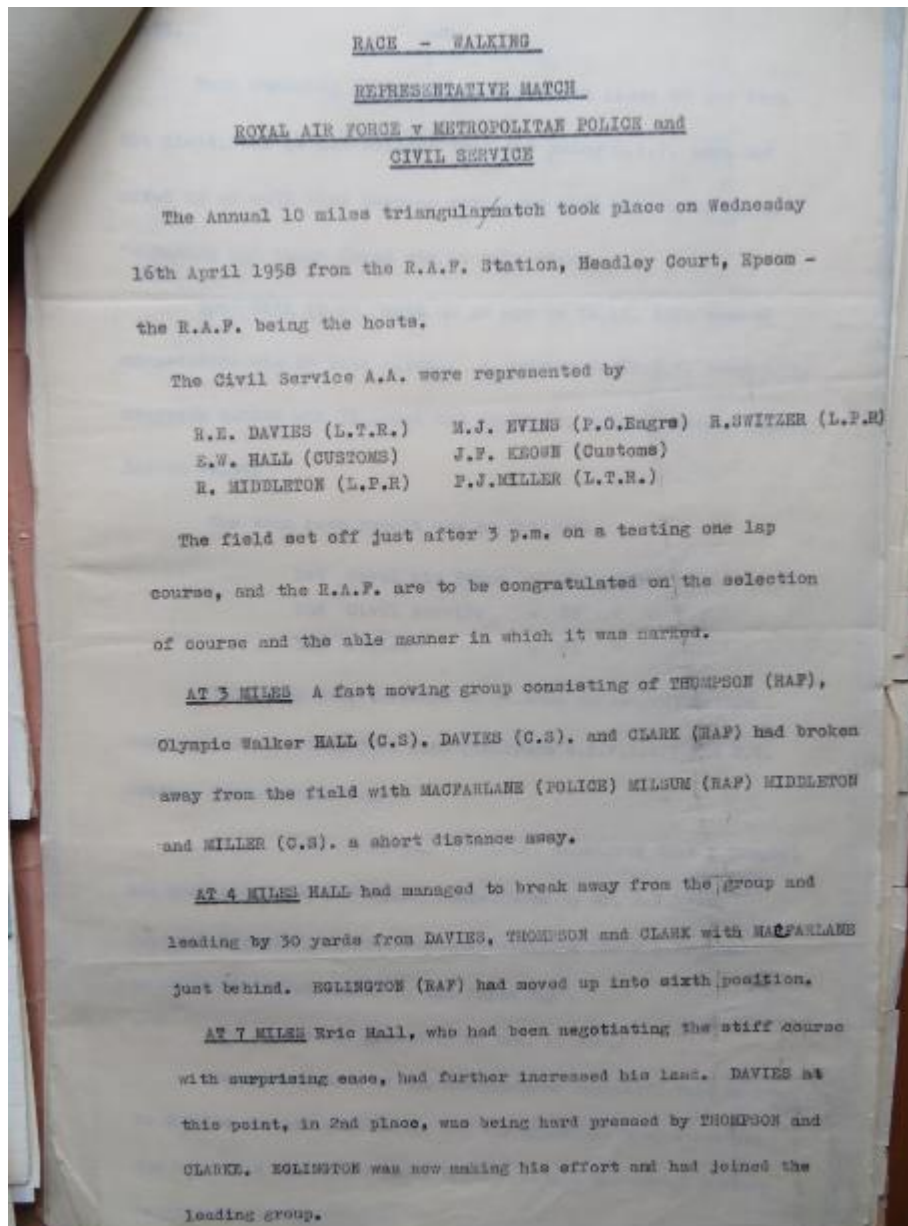 RACE - WALKING
REPRESENTATIVE MATCH
ROYAL AIR FORCE v METROPOLITAN POLICE and
CIVIL SERVICE
The Annual 10 miles triangular/match took place on Wednesday
16th April 1958 from the R.A.F. Station, Headley Court, Epsom -
the R.A.F. being the hosts.
The Civil Service A.A. were represented by
R.E. DAVIES (L.T.R.) M.J. EVINS (P.O.Engrs) R.SWITZER (L.P.R)
E.W. HALL (CUSTOMS) J.F. KEOWN (Customs)
R. MIDDLETON (L.P.R) P.J.MILLER (L.T.R.)
The field set off just after 3 p.m. on a testing one lap
course, and the R.A.F. are to be congratulated on the selection
of course and the able manner in which it was marked.
AT 3 MILES A fast moving group consisting of THOMPSON (RAF),
Olympic Walker HALL (C.S). DAVIES (C.S). and CLARK (RAF) had broken
away from the field with MACFARLANE (POLICE) MILSUM (RAF) MIDDLETON
and MILLER (C.S). a short distance away.
AT 4 MILES HALL had managed to break away from the group and
leading by 30 yards from DAVIES, THOMPSON and CLARK with MACFARLANE
just behind. EGLINGTON (RAF) had moved up into sixth position.
AT 7 MILES Eric Hall, who had been negotiating the stiff course
with surprising ease, had further increased his lead. DAVIES at
this point, in 2nd place, was being hard pressed by THOMPSON and
CLARKE. EGLINGTON was now making his effort and had joined the
leading group.